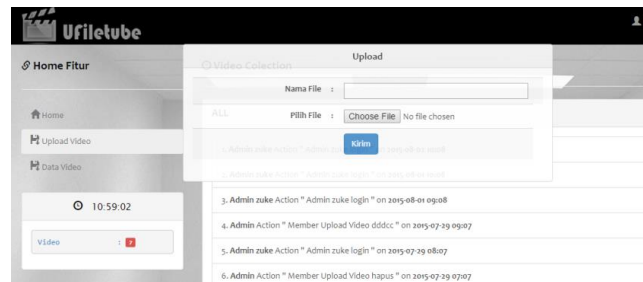 Ufiletube
Home Fitur
Video Colection
Upload
Nama File :
Pilih File : Choose File No file chosen
Kirim
Home
Upload Video
Data Video
10:59:02
Video : 7
ALL
3. Admin zuke Action " Admin zuke login " on 2015-08-01 09:08
4. Admin Action " Member Upload Video dddcc " on 2015-07-29 09:07
5. Admin zuke Action " Admin zuke login " on 2015-07-29 08:07
6. Admin Action " Member Upload Video hapus " on 2015-07-29 07:07